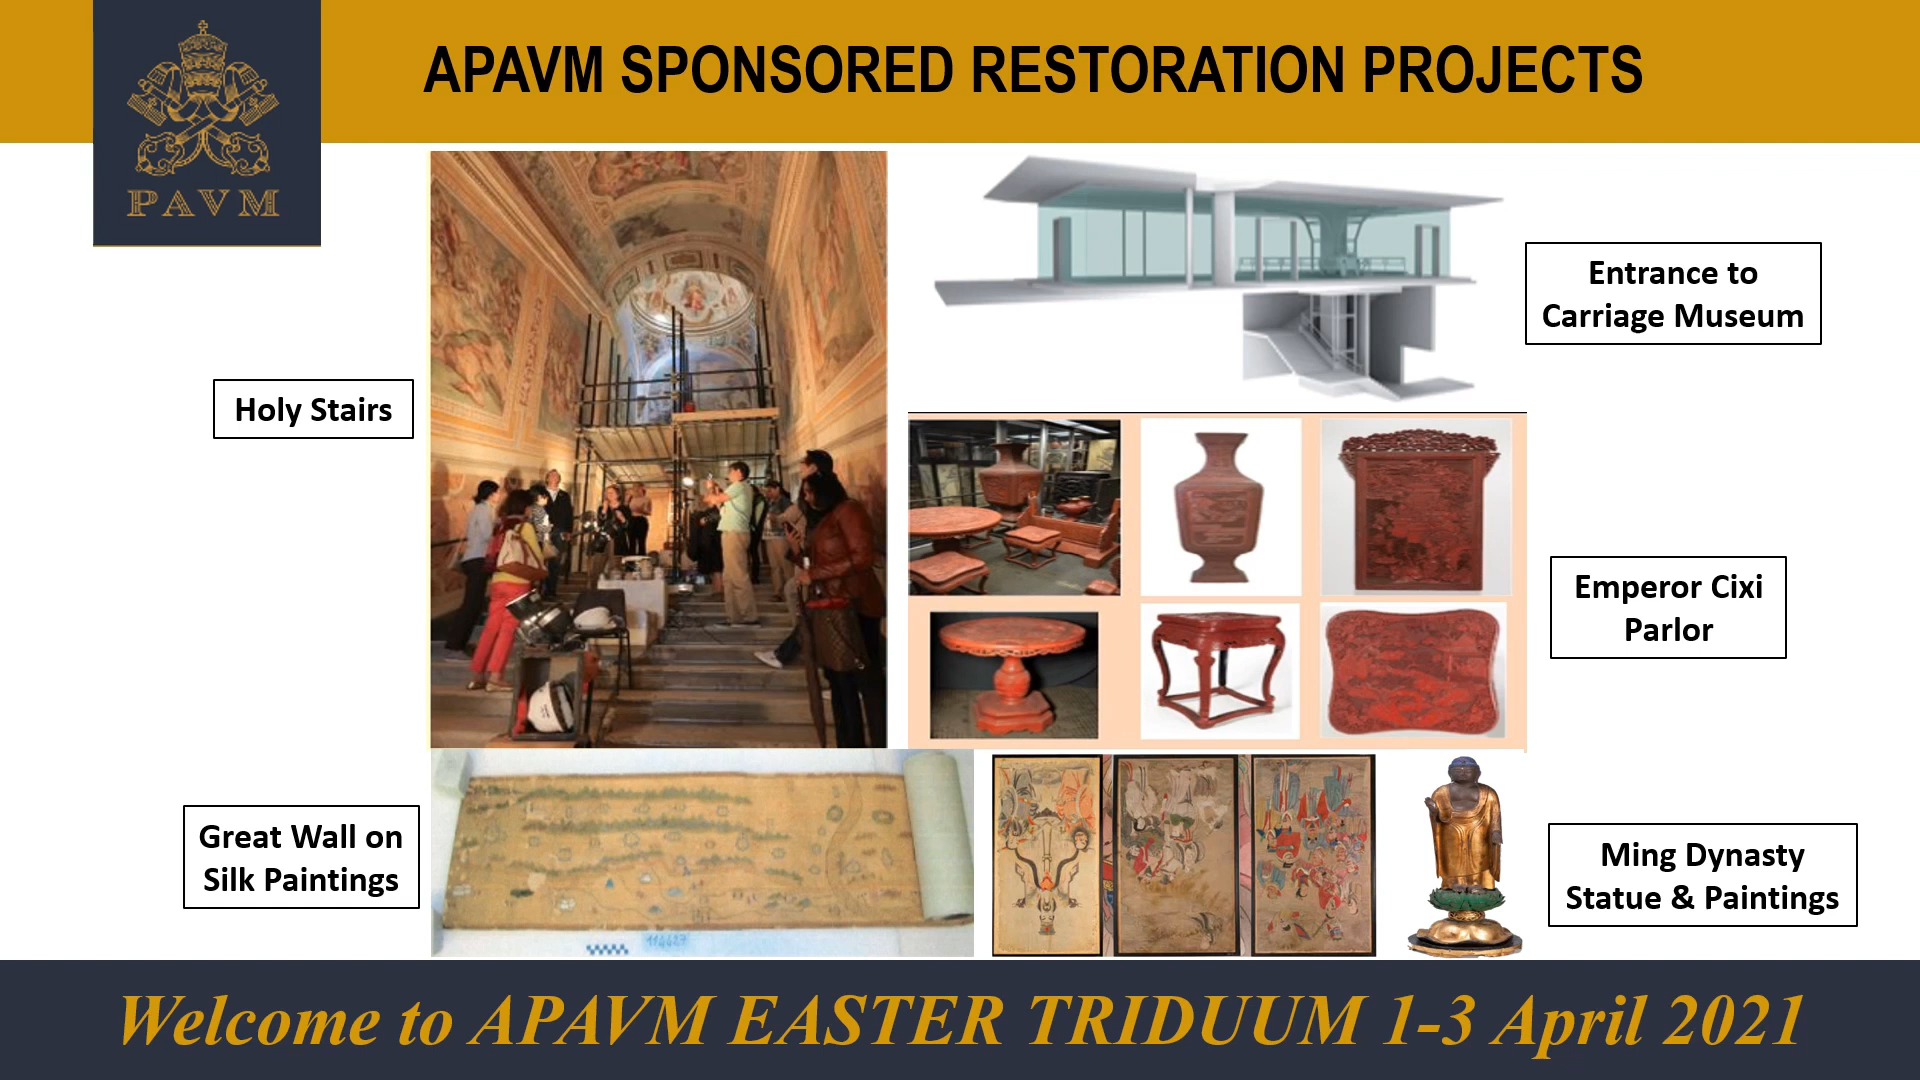 APAVM SPONSORED RESTORATION PROJECTS
PAVM
Holy Stairs
Entrance to
Carriage Museum
Emperor Cixi
Parlor
Great Wall on
Silk Paintings
114427
Ming Dynasty
Statue & Paintings
Welcome to APAVM EASTER TRIDUUM 1-3 April 2021